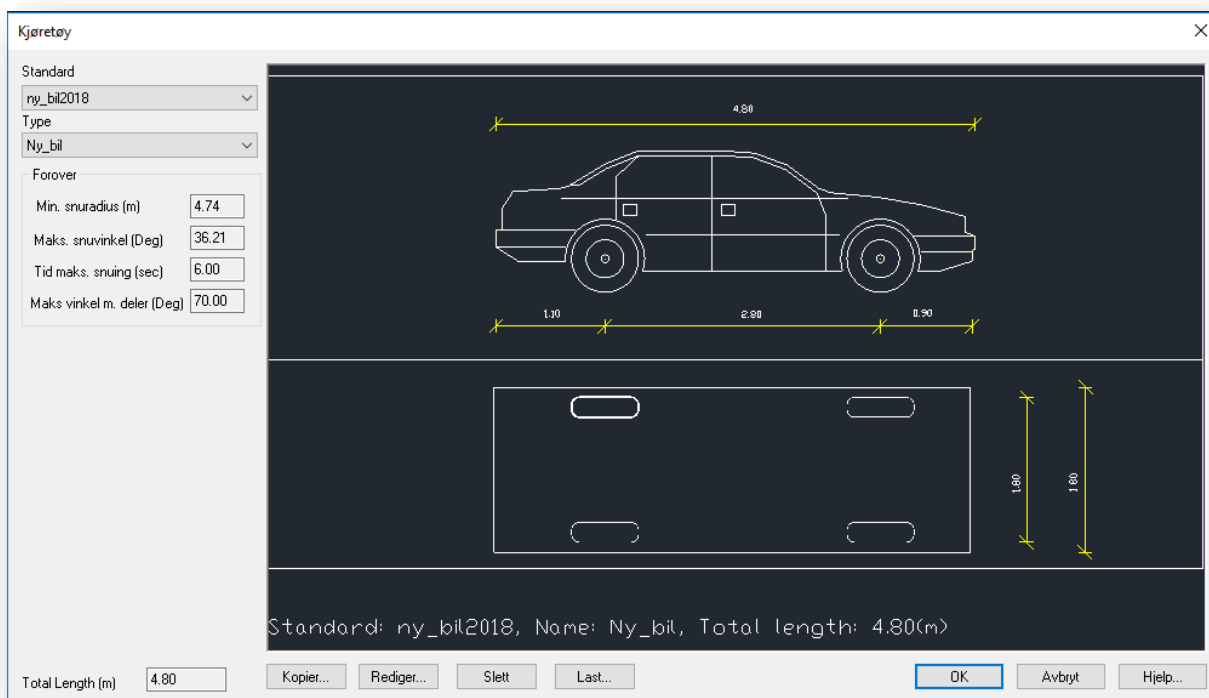 Kjøretøy
Standard
ny_bil2018
Type
Ny_bil
Forover
Min. snuradius (m) 4.74
Maks. snuvinkel (Deg) 36.21
Tid maks. snuing (sec) 6.00
Maks vinkel m. deler (Deg) 70.00
4.80
1.10 2.80 0.90
1.80 1.80
Standard: ny_bil2018, Name: Ny_bil, Total length: 4.80(m)
Total Length (m) 4.80
Kopier... Rediger... Slett Last... OK Avbryt Hjelp...